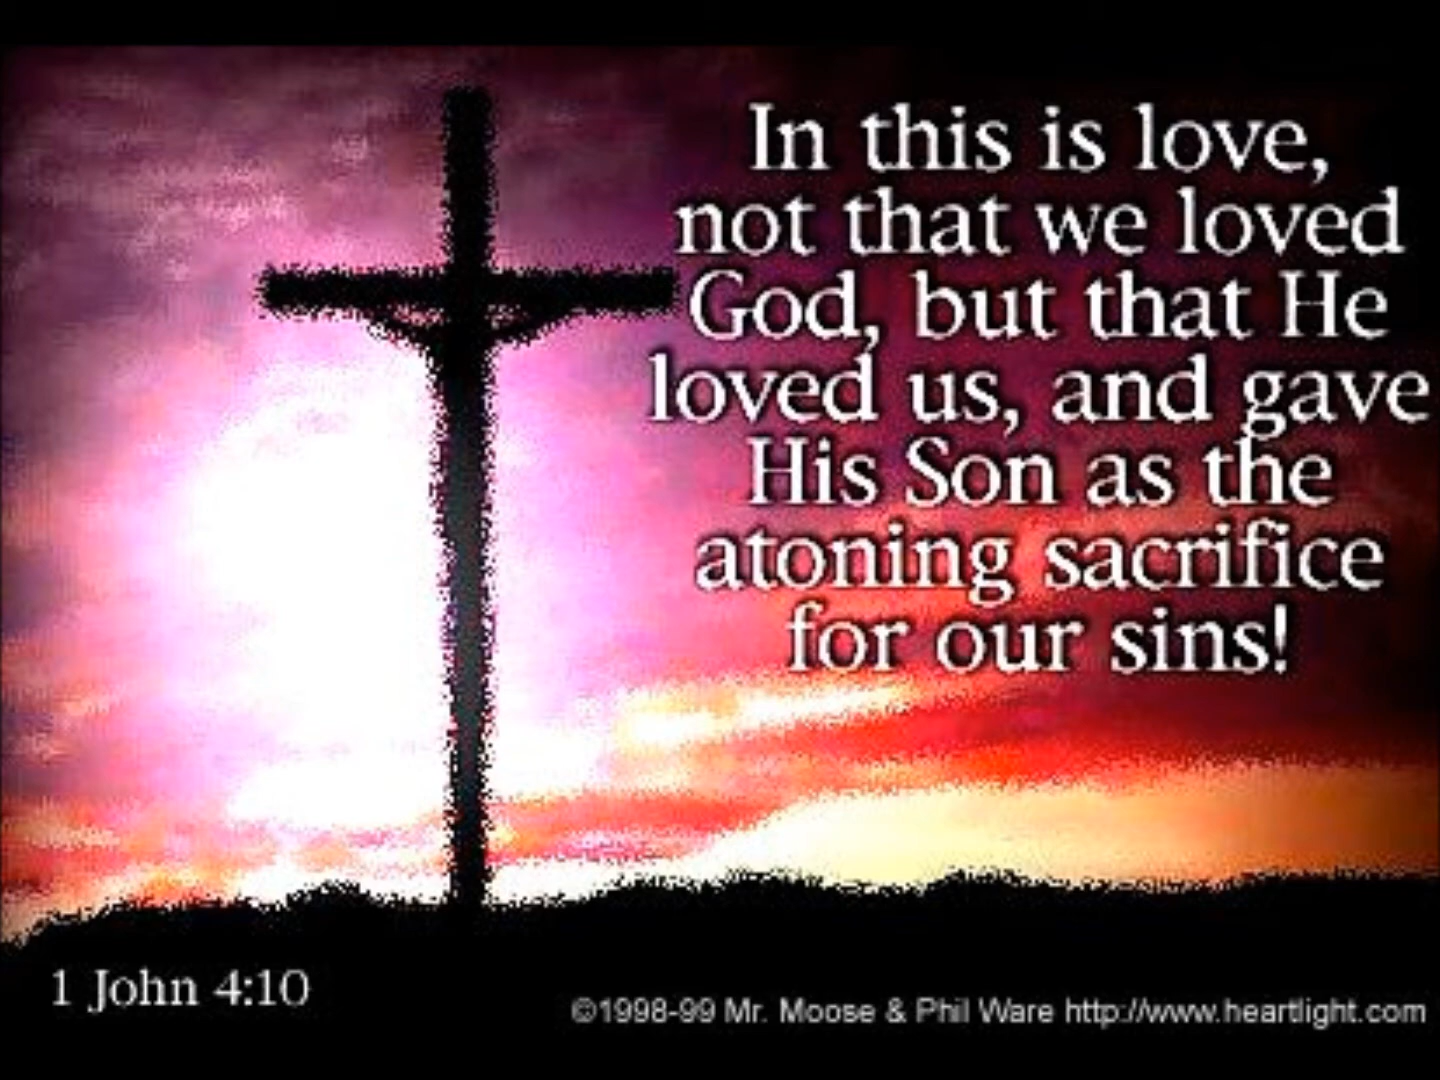 In this is love,
not that we loved
God, but that He
loved us, and gave
His Son as the
atoning sacrifice
for our sins!
1 John 4:10
©1998-99 Mr. Moose & Phil Ware http://www.heartlight.com